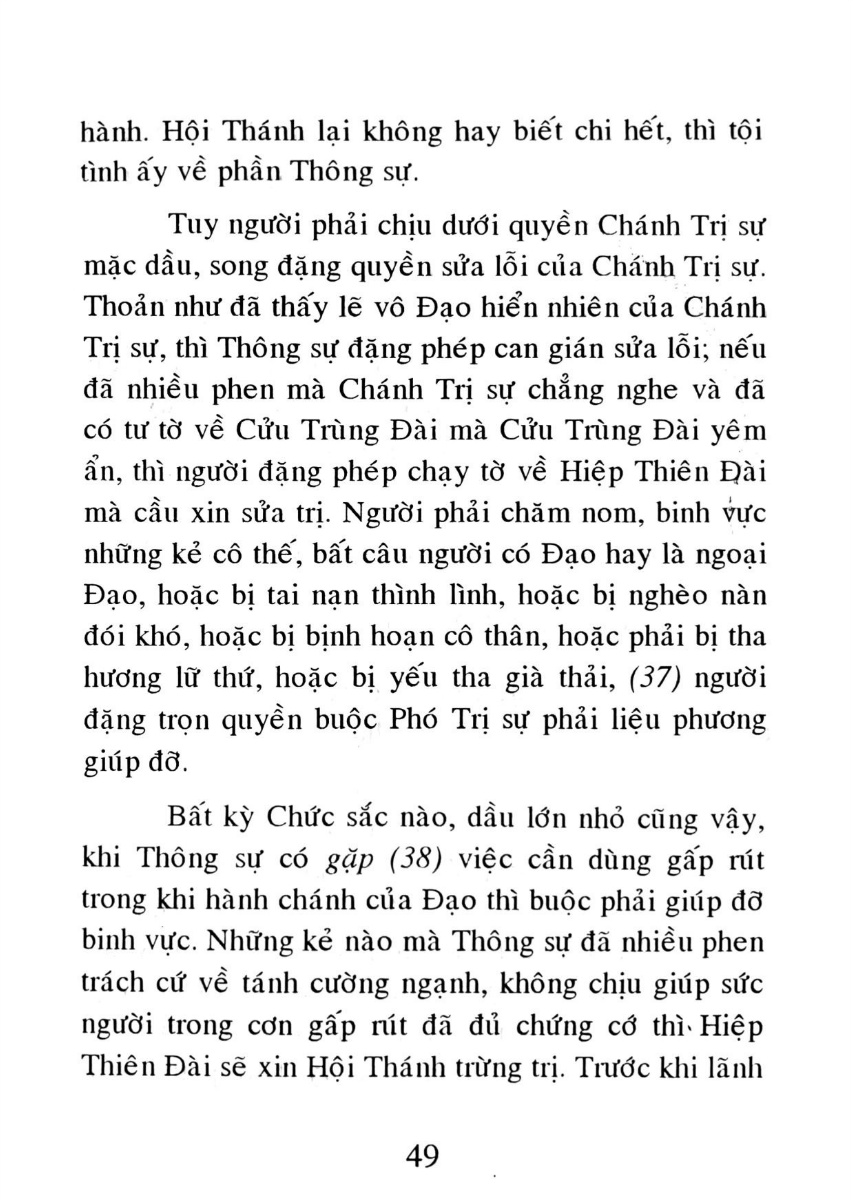 hành. Hội Thánh lại không hay biết chi hết, thì tội
tình ấy về phần Thông sự.
Tuy người phải chịu dưới quyền Chánh Trị sự
mặc dầu, song đặng quyền sửa lỗi của Chánh Trị sự.
Thoản như đã thấy lẽ vô Đạo hiển nhiên của Chánh
Trị sự, thì Thông sự đặng phép can gián sửa lỗi; nếu
đã nhiều phen mà Chánh Trị sự chẳng nghe và đã
có tư tờ về Cửu Trùng Đài mà Cửu Trùng Đài yêm
ẩn, thì người đặng phép chạy tờ về Hiệp Thiên Đài
mà cầu xin sửa trị. Người phải chăm nom, binh vực
những kẻ cô thế, bất câu người có Đạo hay là ngoại
Đạo, hoặc bị tai nạn thình lình, hoặc bị nghèo nàn
đói khó, hoặc bị bịnh hoạn cô thân, hoặc phải bị tha
hương lữ thứ, hoặc bị yếu tha già thải, (37) người
đặng trọn quyền buộc Phó Trị sự phải liệu phương
giúp đỡ.
Bất kỳ Chức sắc nào, dầu lớn nhỏ cũng vậy,
khi Thông sự có gặp (38) việc cần dùng gấp rút
trong khi hành chánh của Đạo thì buộc phải giúp đỡ
binh vực. Những kẻ nào mà Thông sự đã nhiều phen
trách cứ về tánh cường ngạnh, không chịu giúp sức
người trong cơn gấp rút đã đủ chứng cớ thì Hiệp
Thiên Đài sẽ xin Hội Thánh trừng trị. Trước khi lãnh
49